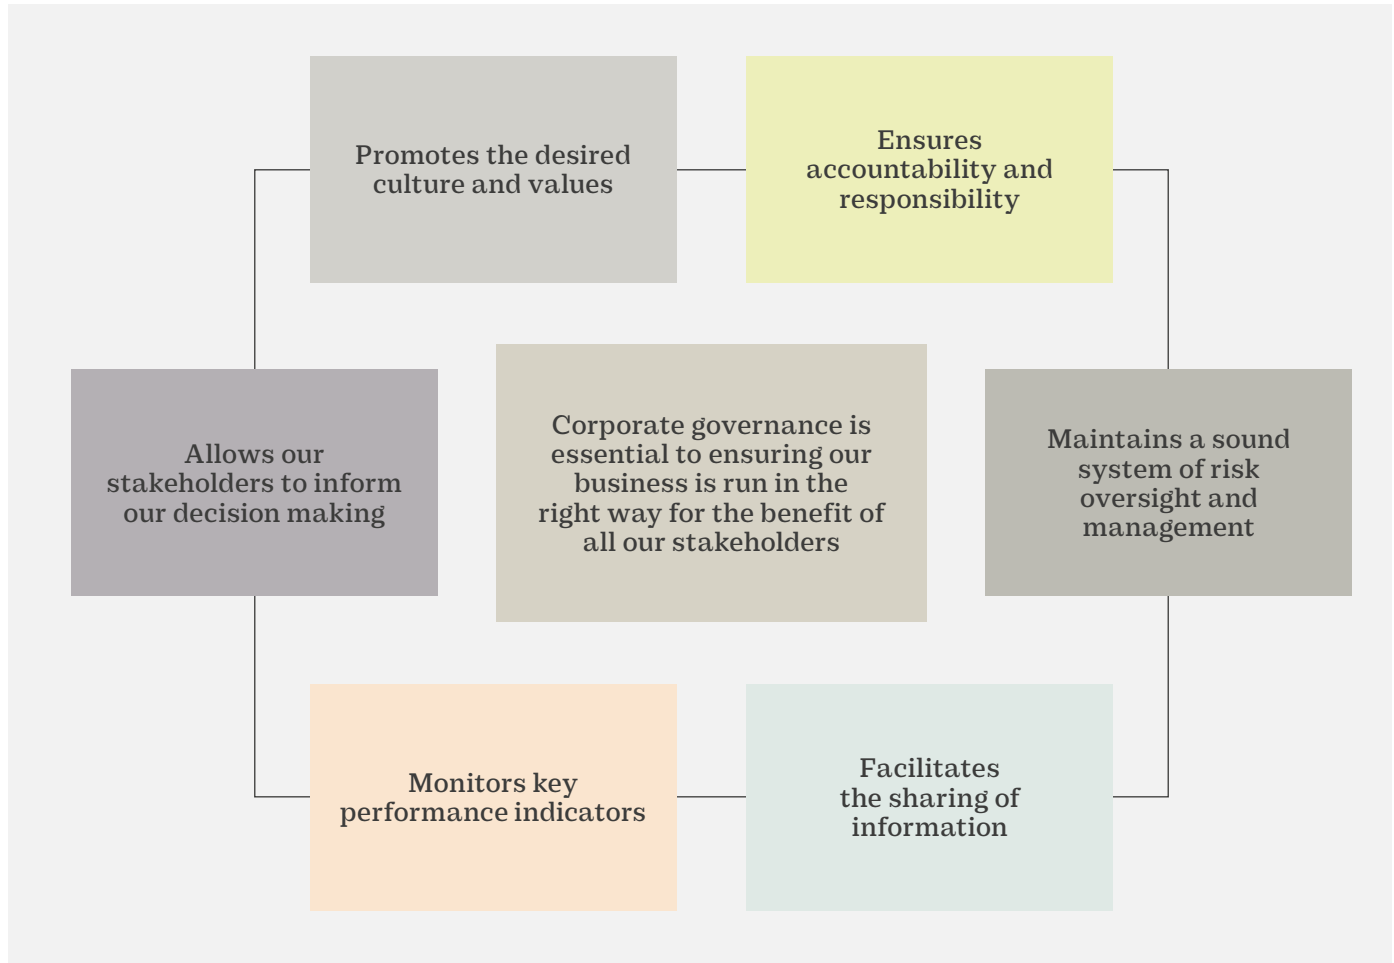 Promotes the desired
culture and values
Ensures
accountability and
responsibility
Allows our
stakeholders to inform
our decision making
Corporate governance is
essential to ensuring our
business is run in the
right way for the benefit of
all our stakeholders
Maintains a sound
system of risk
oversight and
management
Monitors key
performance indicators
Facilitates
the sharing of
information